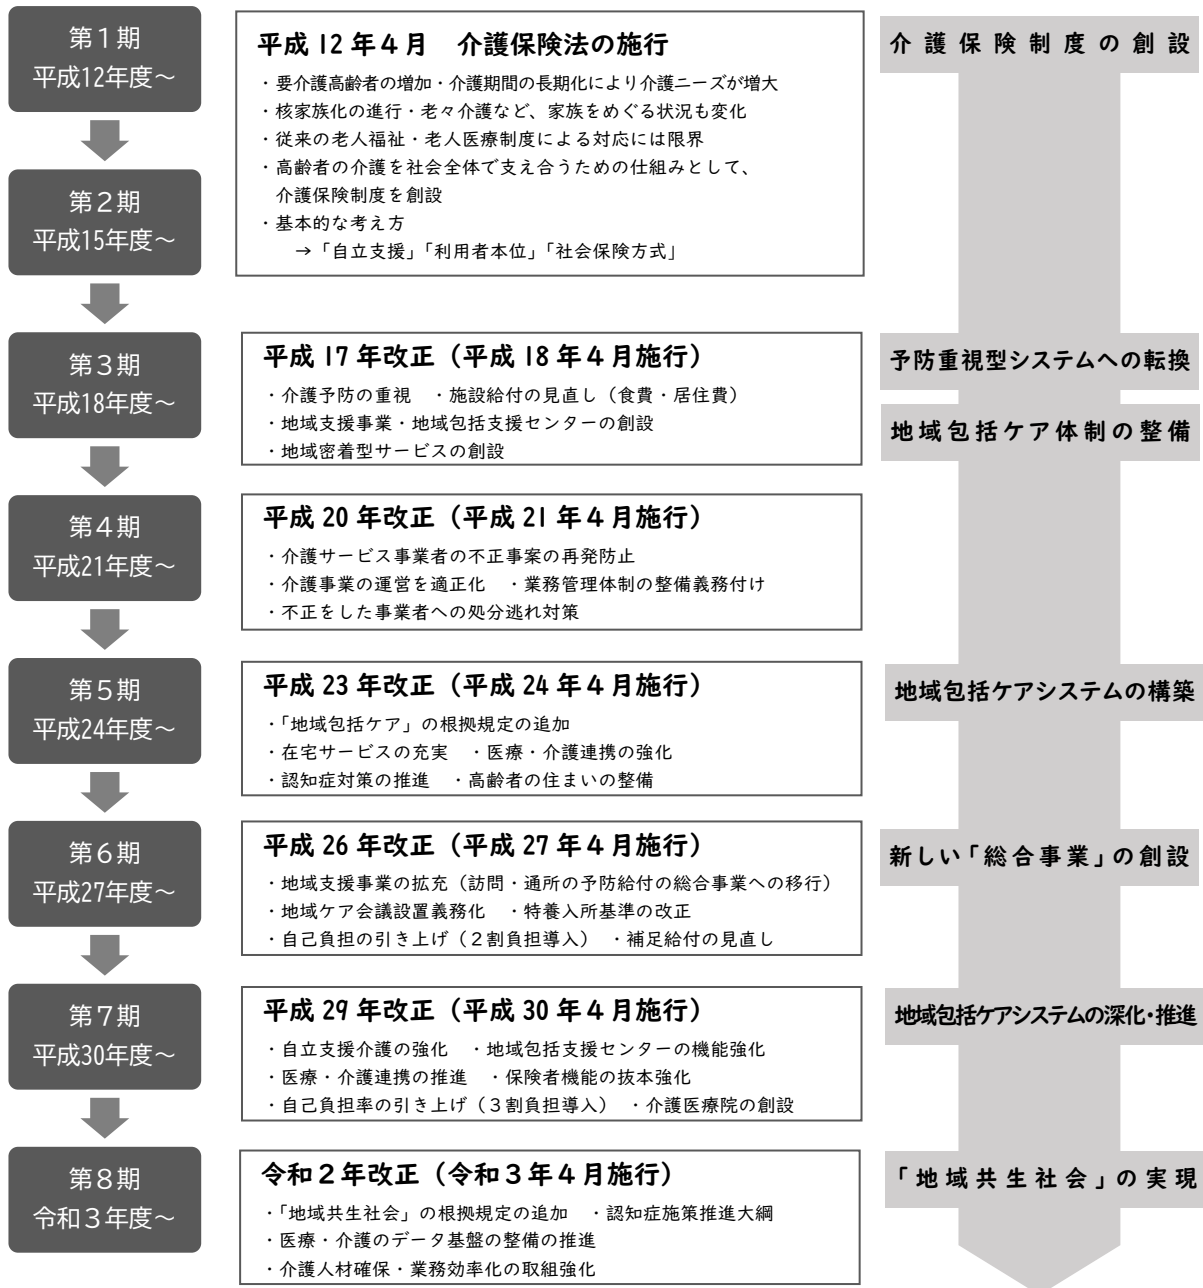 第1期
平成12年度～
平成 12 年 4 月　介護保険法の施行
・要介護高齢者の増加・介護期間の長期化により介護ニーズが増大
・核家族化の進行・老々介護など、家族をめぐる状況も変化
・従来の老人福祉・老人医療制度による対応には限界
・高齢者の介護を社会全体で支え合うための仕組みとして、
介護保険制度を創設
・基本的な考え方
→「自立支援」「利用者本位」「社会保険方式」
介護保険制度の創設
第2期
平成15年度～
第3期
平成18年度～
平成 17 年改正（平成 18 年 4 月施行）
・介護予防の重視　・施設給付の見直し（食費・居住費）
・地域支援事業・地域包括支援センターの創設
・地域密着型サービスの創設
予防重視型システムへの転換
地域包括ケア体制の整備
第4期
平成21年度～
平成 20 年改正（平成 21 年 4 月施行）
・介護サービス事業者の不正事案の再発防止
・介護事業の運営を適正化　・業務管理体制の整備義務付け
・不正をした事業者への処分逃れ対策
第5期
平成24年度～
平成 23 年改正（平成 24 年 4 月施行）
・「地域包括ケア」の根拠規定の追加
・在宅サービスの充実　・医療・介護連携の強化
・認知症対策の推進　・高齢者の住まいの整備
地域包括ケアシステムの構築
第6期
平成27年度～
平成 26 年改正（平成 27 年 4 月施行）
・地域支援事業の拡充（訪問・通所の予防給付の総合事業への移行）
・地域ケア会議設置義務化　・特養入所基準の改正
・自己負担の引き上げ（2割負担導入）　・補足給付の見直し
新しい「総合事業」の創設
第7期
平成30年度～
平成 29 年改正（平成 30 年 4 月施行）
・自立支援介護の強化　・地域包括支援センターの機能強化
・医療・介護連携の推進　・保険者機能の抜本強化
・自己負担率の引き上げ（3割負担導入）　・介護医療院の創設
地域包括ケアシステムの深化・推進
第8期
令和3年度～
令和 2 年改正（令和 3 年 4 月施行）
・「地域共生社会」の根拠規定の追加　・認知症施策推進大綱
・医療・介護のデータ基盤の整備の推進
・介護人材確保・業務効率化の取組強化
「地域共生社会」の実現